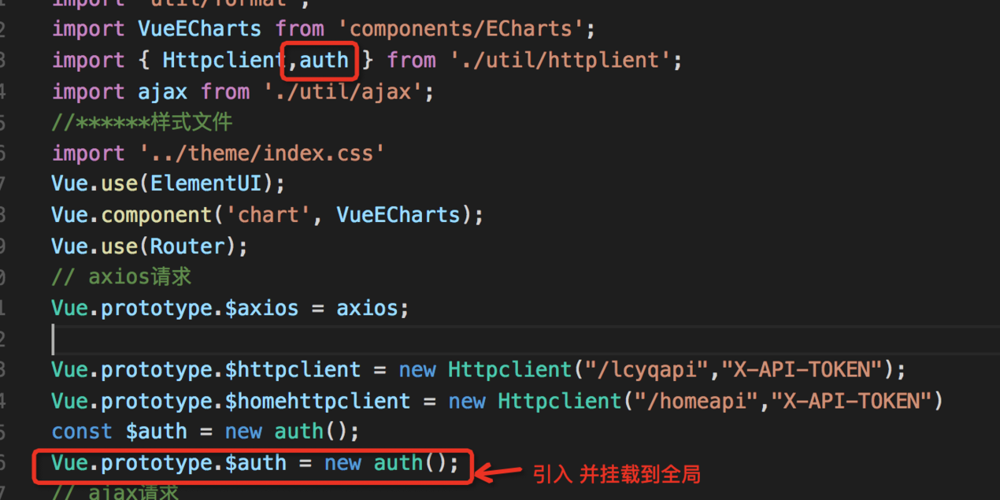 import 'util/format';
import VueECharts from 'components/ECharts';
import { Httpclient,auth } from './util/httplient';
import ajax from './util/ajax';
//******样式文件
import '../theme/index.css'
Vue.use(ElementUI);
Vue.component('chart', VueECharts);
Vue.use(Router);
// axios请求
Vue.prototype.$axios = axios;
Vue.prototype.$httpclient = new Httpclient("/lcyqapi","X-API-TOKEN");
Vue.prototype.$homehttpclient = new Httpclient("/homeapi","X-API-TOKEN")
const $auth = new auth();
Vue.prototype.$auth = new auth();
引入 并挂载到全局
// ajax请求